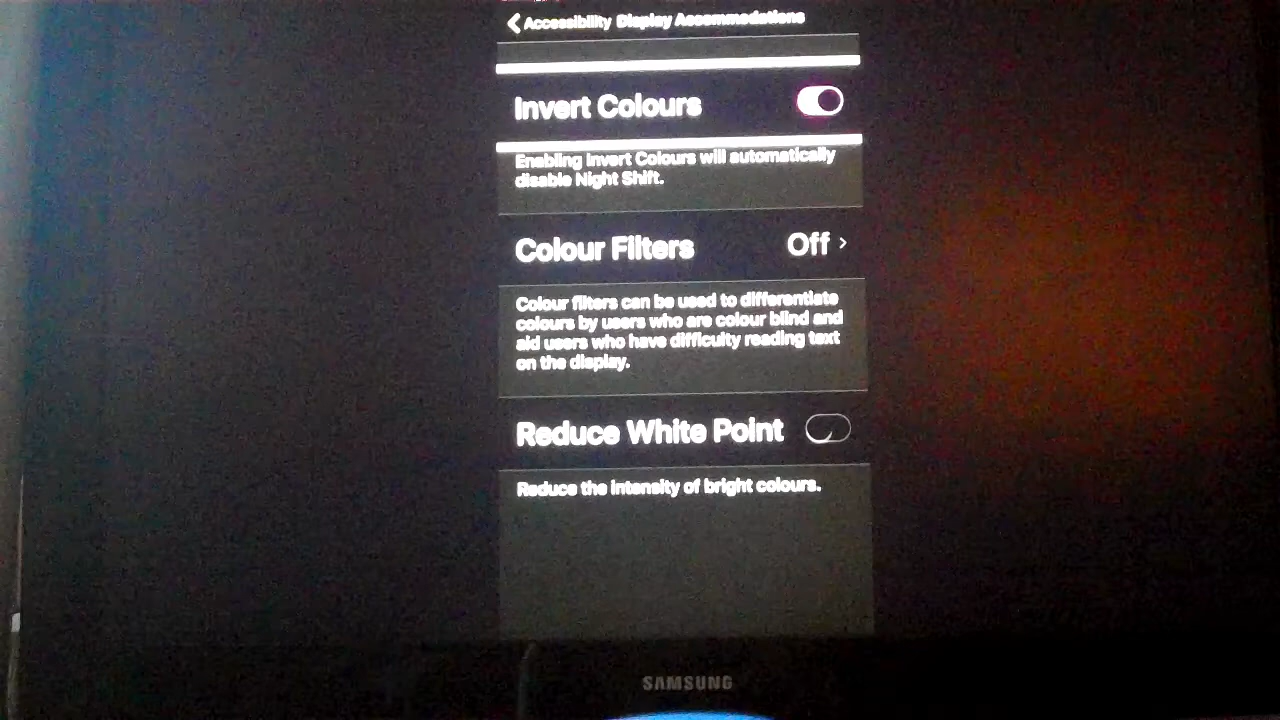 Accessibility Display Accommodations
Invert Colours
Enabling Invert Colours will automatically
disable Night Shift.
Colour Filters Off
Colour filters can be used to differentiate
colours by users who are colour blind and
aid users who have difficulty reading text
on the display.
Reduce White Point
Reduce the intensity of bright colours.
SAMSUNG